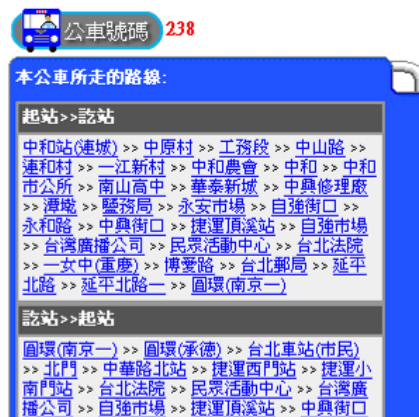 公車號碼 238
本公車所走的路線:
起站>>訖站
中和站(連城) >> 中原村 >> 工務段 >> 中山路 >>
連和村 >> 一江新村 >> 中和農會 >> 中和 >> 中和
市公所 >> 南山高中 >> 華泰新城 >> 中興修理廠
>> 潭墘 >> 鹽務局 >> 永安市場 >> 自強街口 >>
永和路 >> 中興街口 >> 捷運頂溪站 >> 自強市場
>> 台灣廣播公司 >> 民眾活動中心 >> 台北法院
>> 一女中(重慶) >> 博愛路 >> 台北郵局 >> 延平
北路 >> 延平北路一 >> 圓環(南京一)
訖站>>起站
圓環(南京一) >> 圓環(承德) >> 台北車站(市民)
>> 北門 >> 中華路北站 >> 捷運西門站 >> 捷運小
南門站 >> 台北法院 >> 民眾活動中心 >> 台灣廣
播公司 >> 自強市場 >> 捷運頂溪站 >> 中興街口